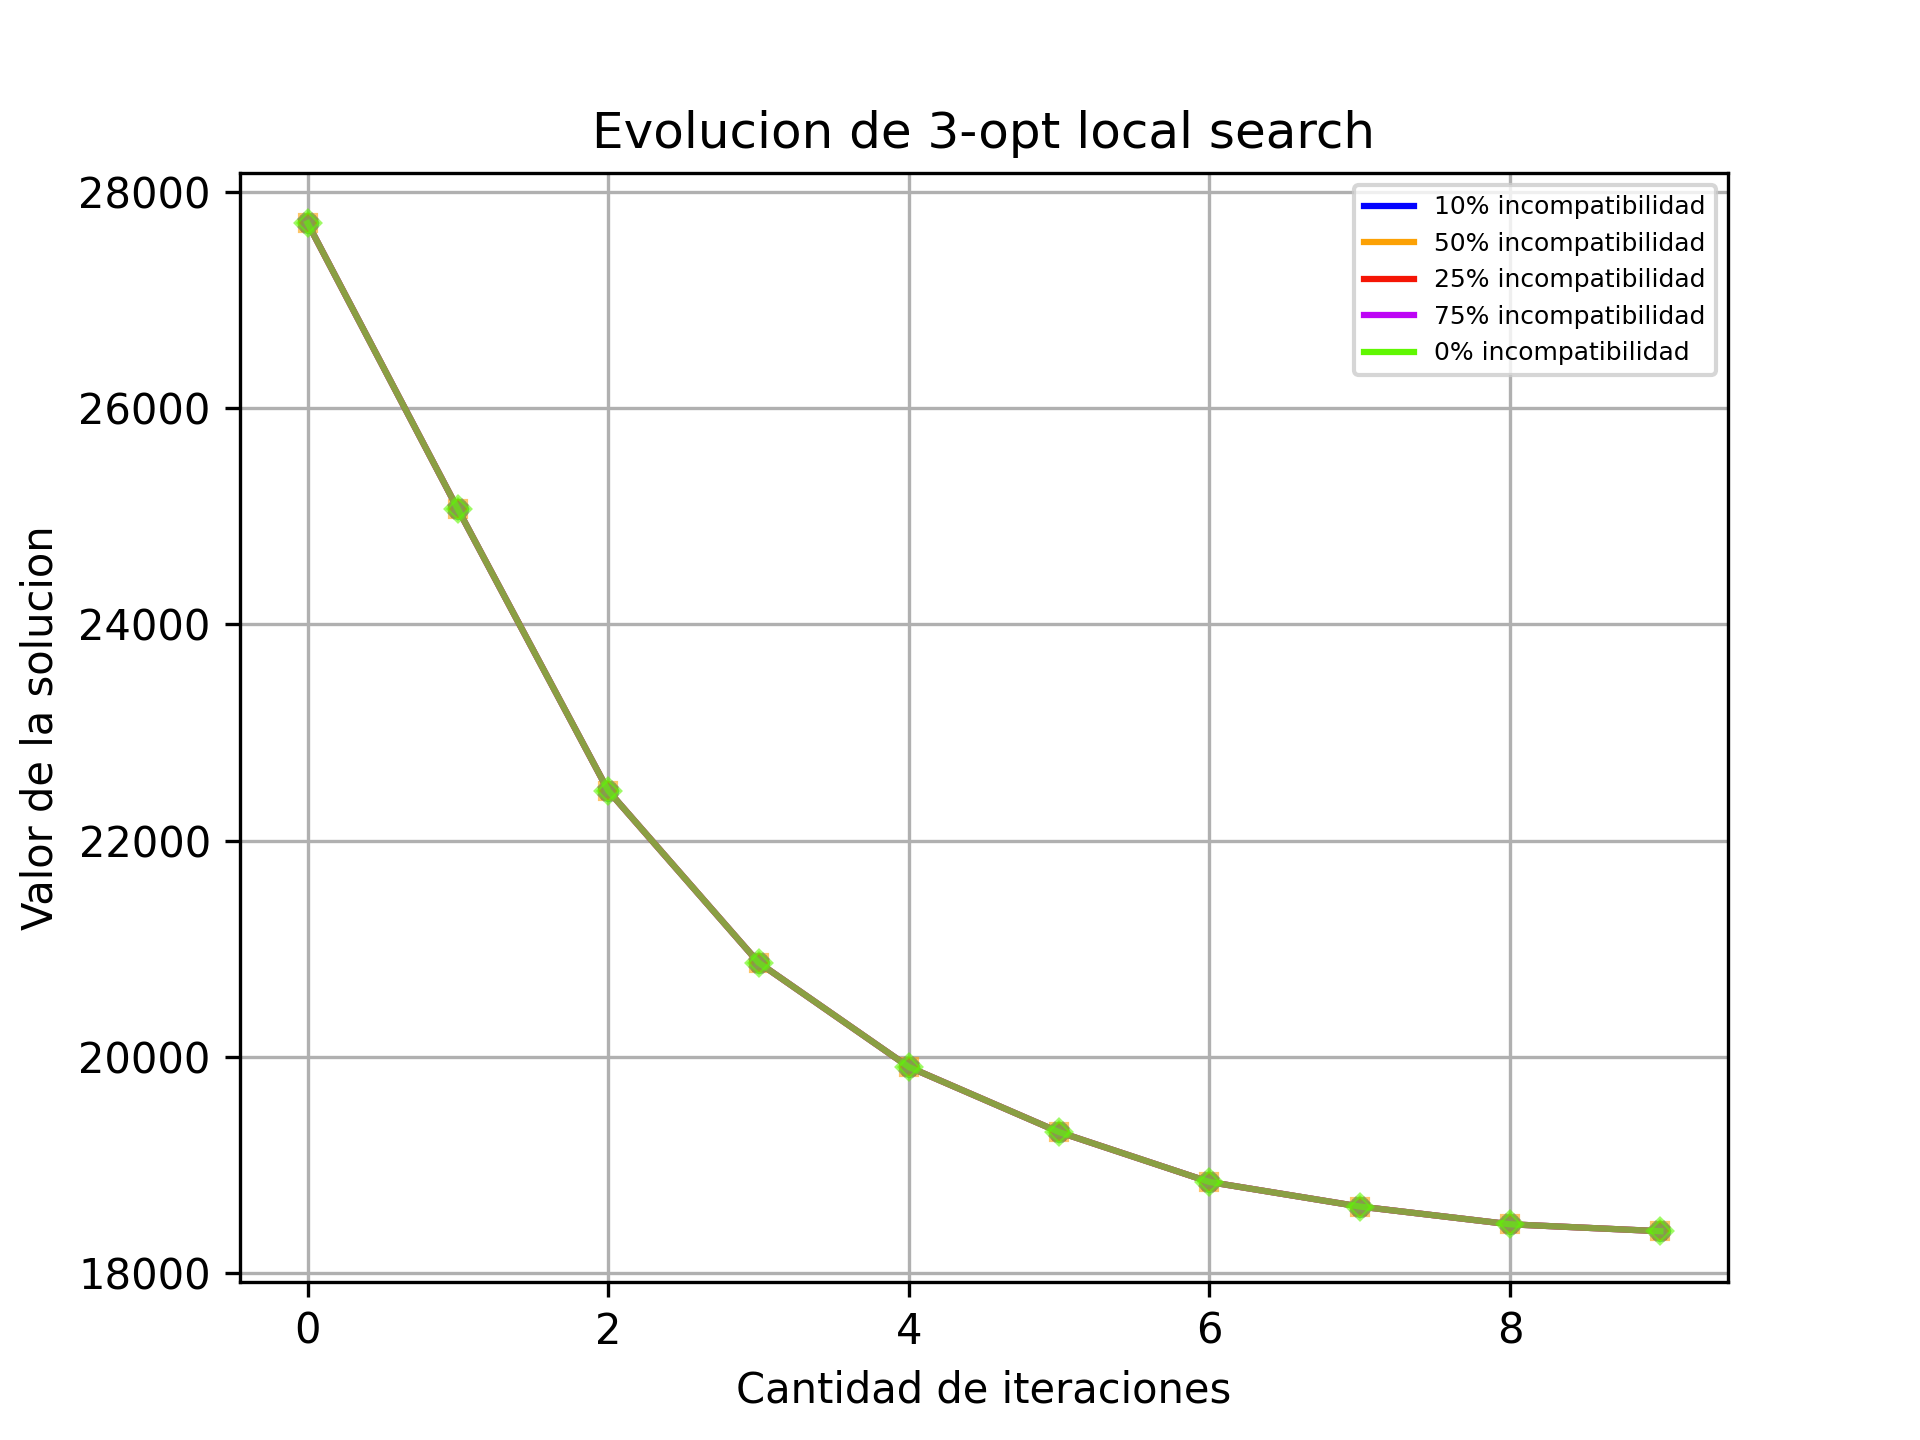 Evolucion de 3-opt local search
28000
26000
24000
22000
20000
18000
Valor de la solucion
10% incompatibilidad
50% incompatibilidad
25% incompatibilidad
75% incompatibilidad
0% incompatibilidad
0 2 4 6 8
Cantidad de iteraciones